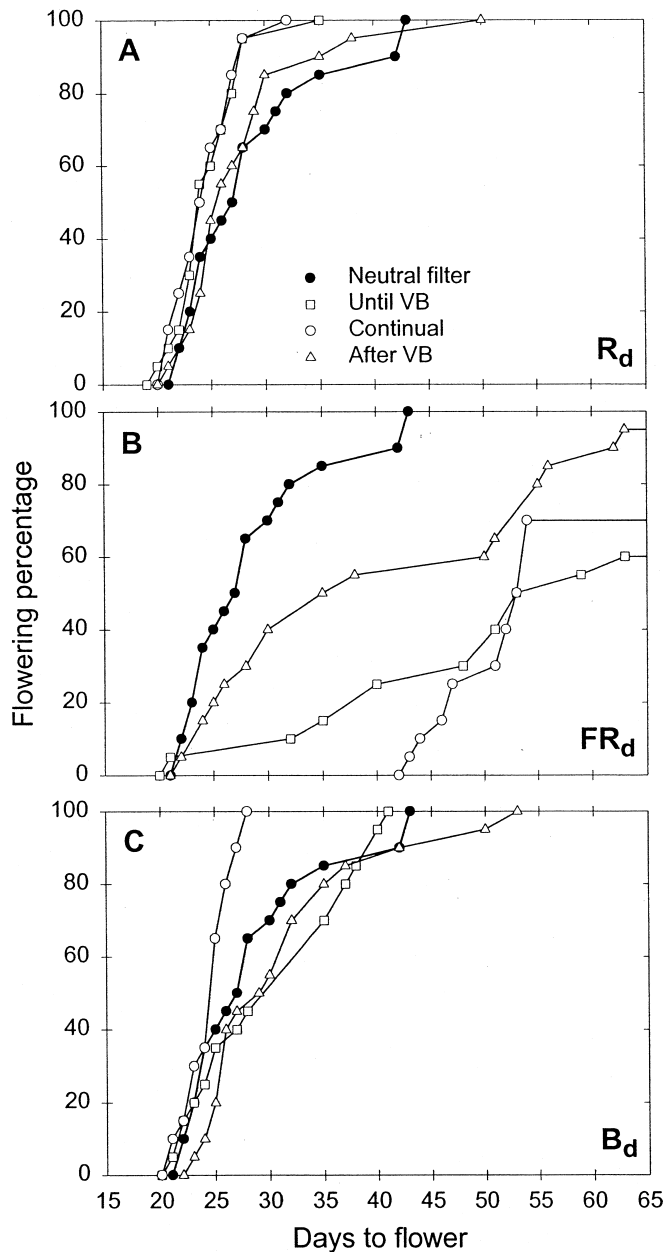 100
A
80
60
40
20
0
Neutral filter
Until VB
Continual
After VB
Rd
100
B
80
60
40
20
0
FRd
Flowering percentage
100
C
80
60
40
20
0
Bd
15 20 25 30 35 40 45 50 55 60 65
Days to flower